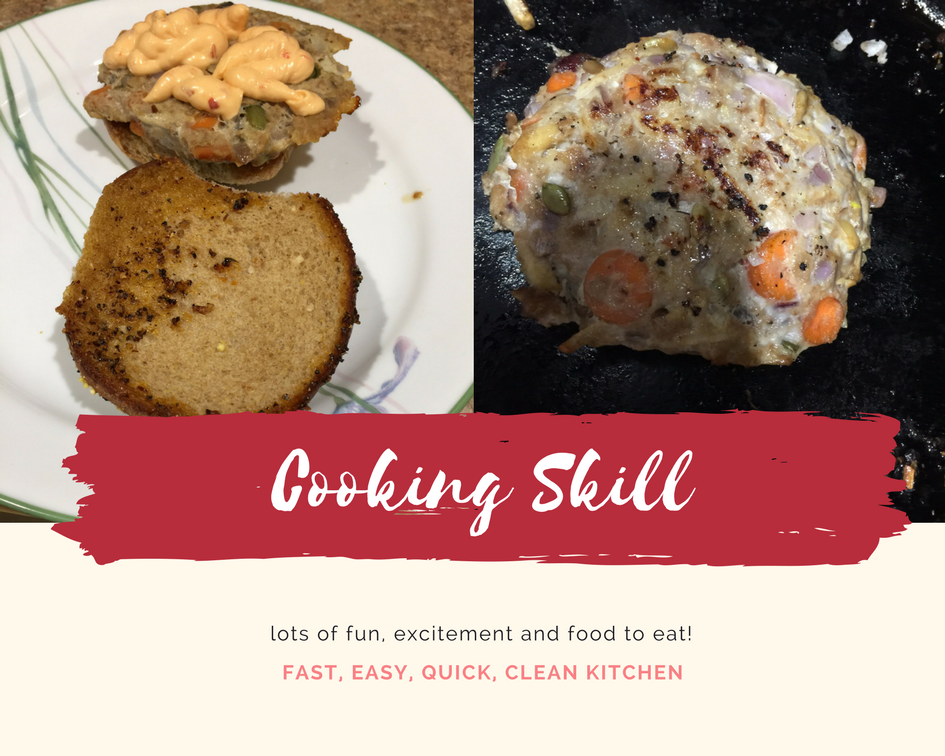 Cooking Skill
lots of fun, excitement and food to eat!
FAST, EASY, QUICK, CLEAN KITCHEN